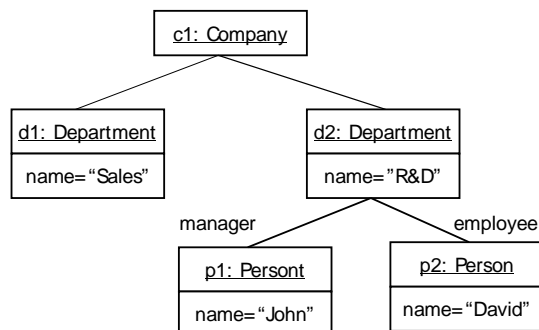 c1: Company
d1: Department
name="Sales"
d2: Department
name="R&D"
manager
employee
p1: Persont
name="John"
p2: Person
name="David"